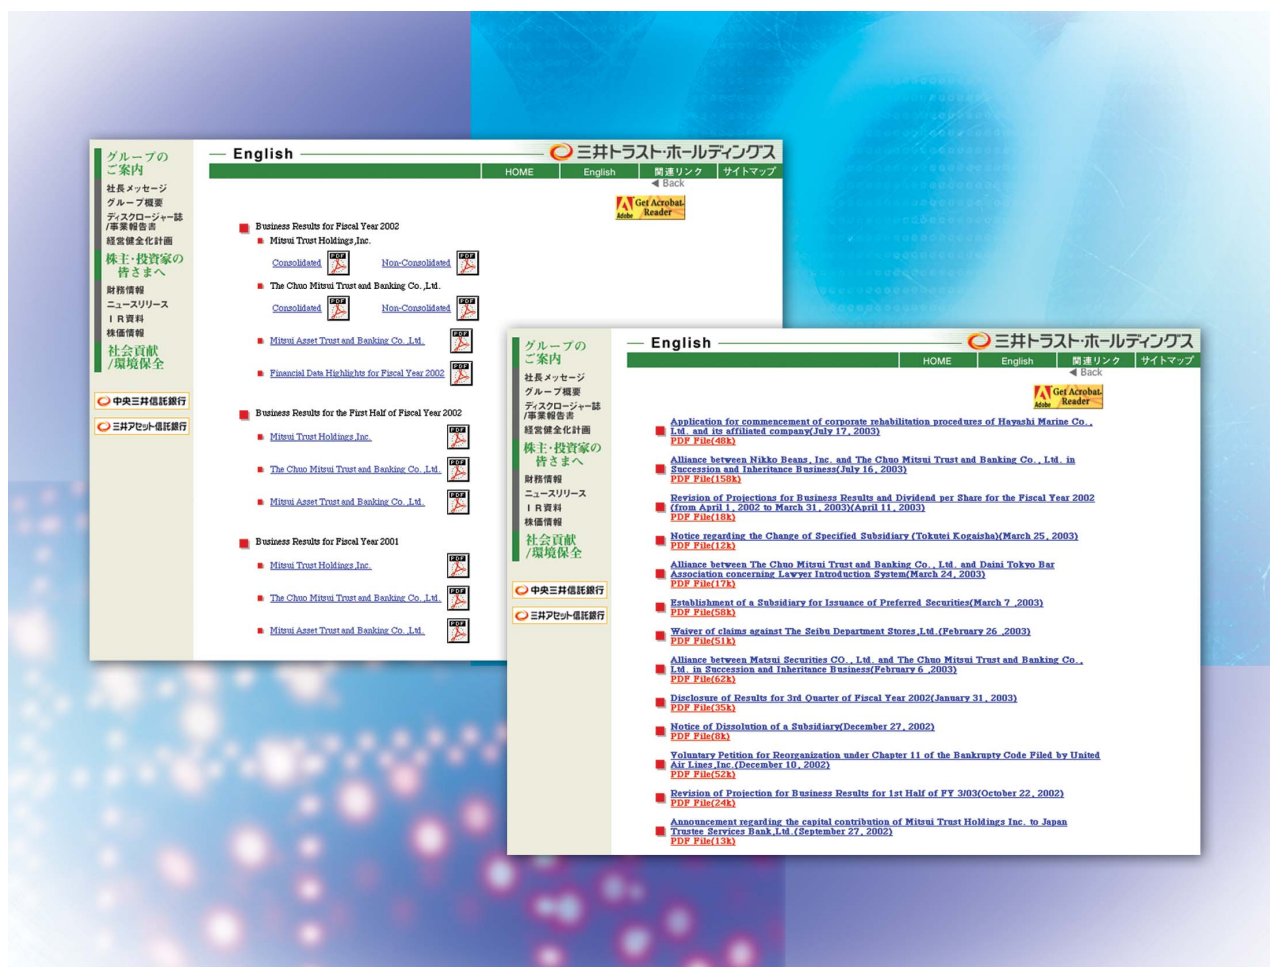 グループの
ご案内
社長メッセージ
グループ概要
ディスクロージャー誌
/事業報告書
経営健全化計画
株主・投資家の
皆さまへ
財務情報
ニュースリリース
IR資料
株価情報
社会貢献
/環境保全
中央三井信託銀行
三井アセット信託銀行
English
三井トラスト・ホールディングス
HOME English 関連リンク サイトマップ
Back
Get Acrobat
Adobe Reader
Business Results for Fiscal Year 2002
Mitsui Trust Holdings,Inc.
Consolidated PDF Non-Consolidated PDF
The Chuo Mitsui Trust and Banking Co.,Ltd.
Consolidated PDF Non-Consolidated PDF
Mitsui Asset Trust and Banking Co.,Ltd. PDF
Financial Data Highlights for Fiscal Year 2002 PDF
Business Results for the First Half of Fiscal Year 2002
Mitsui Trust Holdings,Inc. PDF
The Chuo Mitsui Trust and Banking Co.,Ltd. PDF
Mitsui Asset Trust and Banking Co.,Ltd. PDF
Business Results for Fiscal Year 2001
Mitsui Trust Holdings,Inc. PDF
The Chuo Mitsui Trust and Banking Co.,Ltd. PDF
Mitsui Asset Trust and Banking Co.,Ltd. PDF
グループの
ご案内
社長メッセージ
グループ概要
ディスクロージャー誌
/事業報告書
経営健全化計画
株主・投資家の
皆さまへ
財務情報
ニュースリリース
IR資料
株価情報
社会貢献
/環境保全
中央三井信託銀行
三井アセット信託銀行
English
三井トラスト・ホールディングス
HOME English 関連リンク サイトマップ
Back
Get Acrobat
Adobe Reader
Application for commencement of corporate rehabilitation procedures of Hayashi Marine Co.,
Ltd. and its affiliated company(July 17, 2003)
PDF File(48k)
Alliance between Nikko Beans, Inc. and The Chuo Mitsui Trust and Banking Co., Ltd. in
Succession and Inheritance Business(July 16, 2003)
PDF File(158k)
Revision of Projections for Business Results and Dividend per Share for the Fiscal Year 2002
(from April 1, 2002 to March 31, 2003)(April 11, 2003)
PDF File(18k)
Notice regarding the Change of Specified Subsidiary (Tokutei Kogaisha)(March 25, 2003)
PDF File(12k)
Alliance between The Chuo Mitsui Trust and Banking Co., Ltd. and Daini Tokyo Bar
Association concerning Lawyer Introduction System(March 24, 2003)
PDF File(17k)
Establishment of a Subsidiary for Issuance of Preferred Securities(March 7 ,2003)
PDF File(58k)
Waiver of claims against The Seibu Department Stores,Ltd.(February 26 ,2003)
PDF File(51k)
Alliance between Matsui Securities CO., Ltd. and The Chuo Mitsui Trust and Banking Co.,
Ltd. in Succession and Inheritance Business(February 6 ,2003)
PDF File(62k)
Disclosure of Results for 3rd Quarter of Fiscal Year 2002(January 31, 2003)
PDF File(35k)
Notice of Dissolution of a Subsidiary(December 27, 2002)
PDF File(8k)
Voluntary Petition for Reorganization under Chapter 11 of the Bankrupty Code Filed by United
Air Lines,Inc.(December 10, 2002)
PDF File(52k)
Revision of Projection for Business Results for 1st Half of FY 3/03(October 22, 2002)
PDF File(24k)
Announcement regarding the capital contribution of Mitsui Trust Holdings Inc. to Japan
Trustee Services Bank,Ltd.(September 27, 2002)
PDF File(13k)